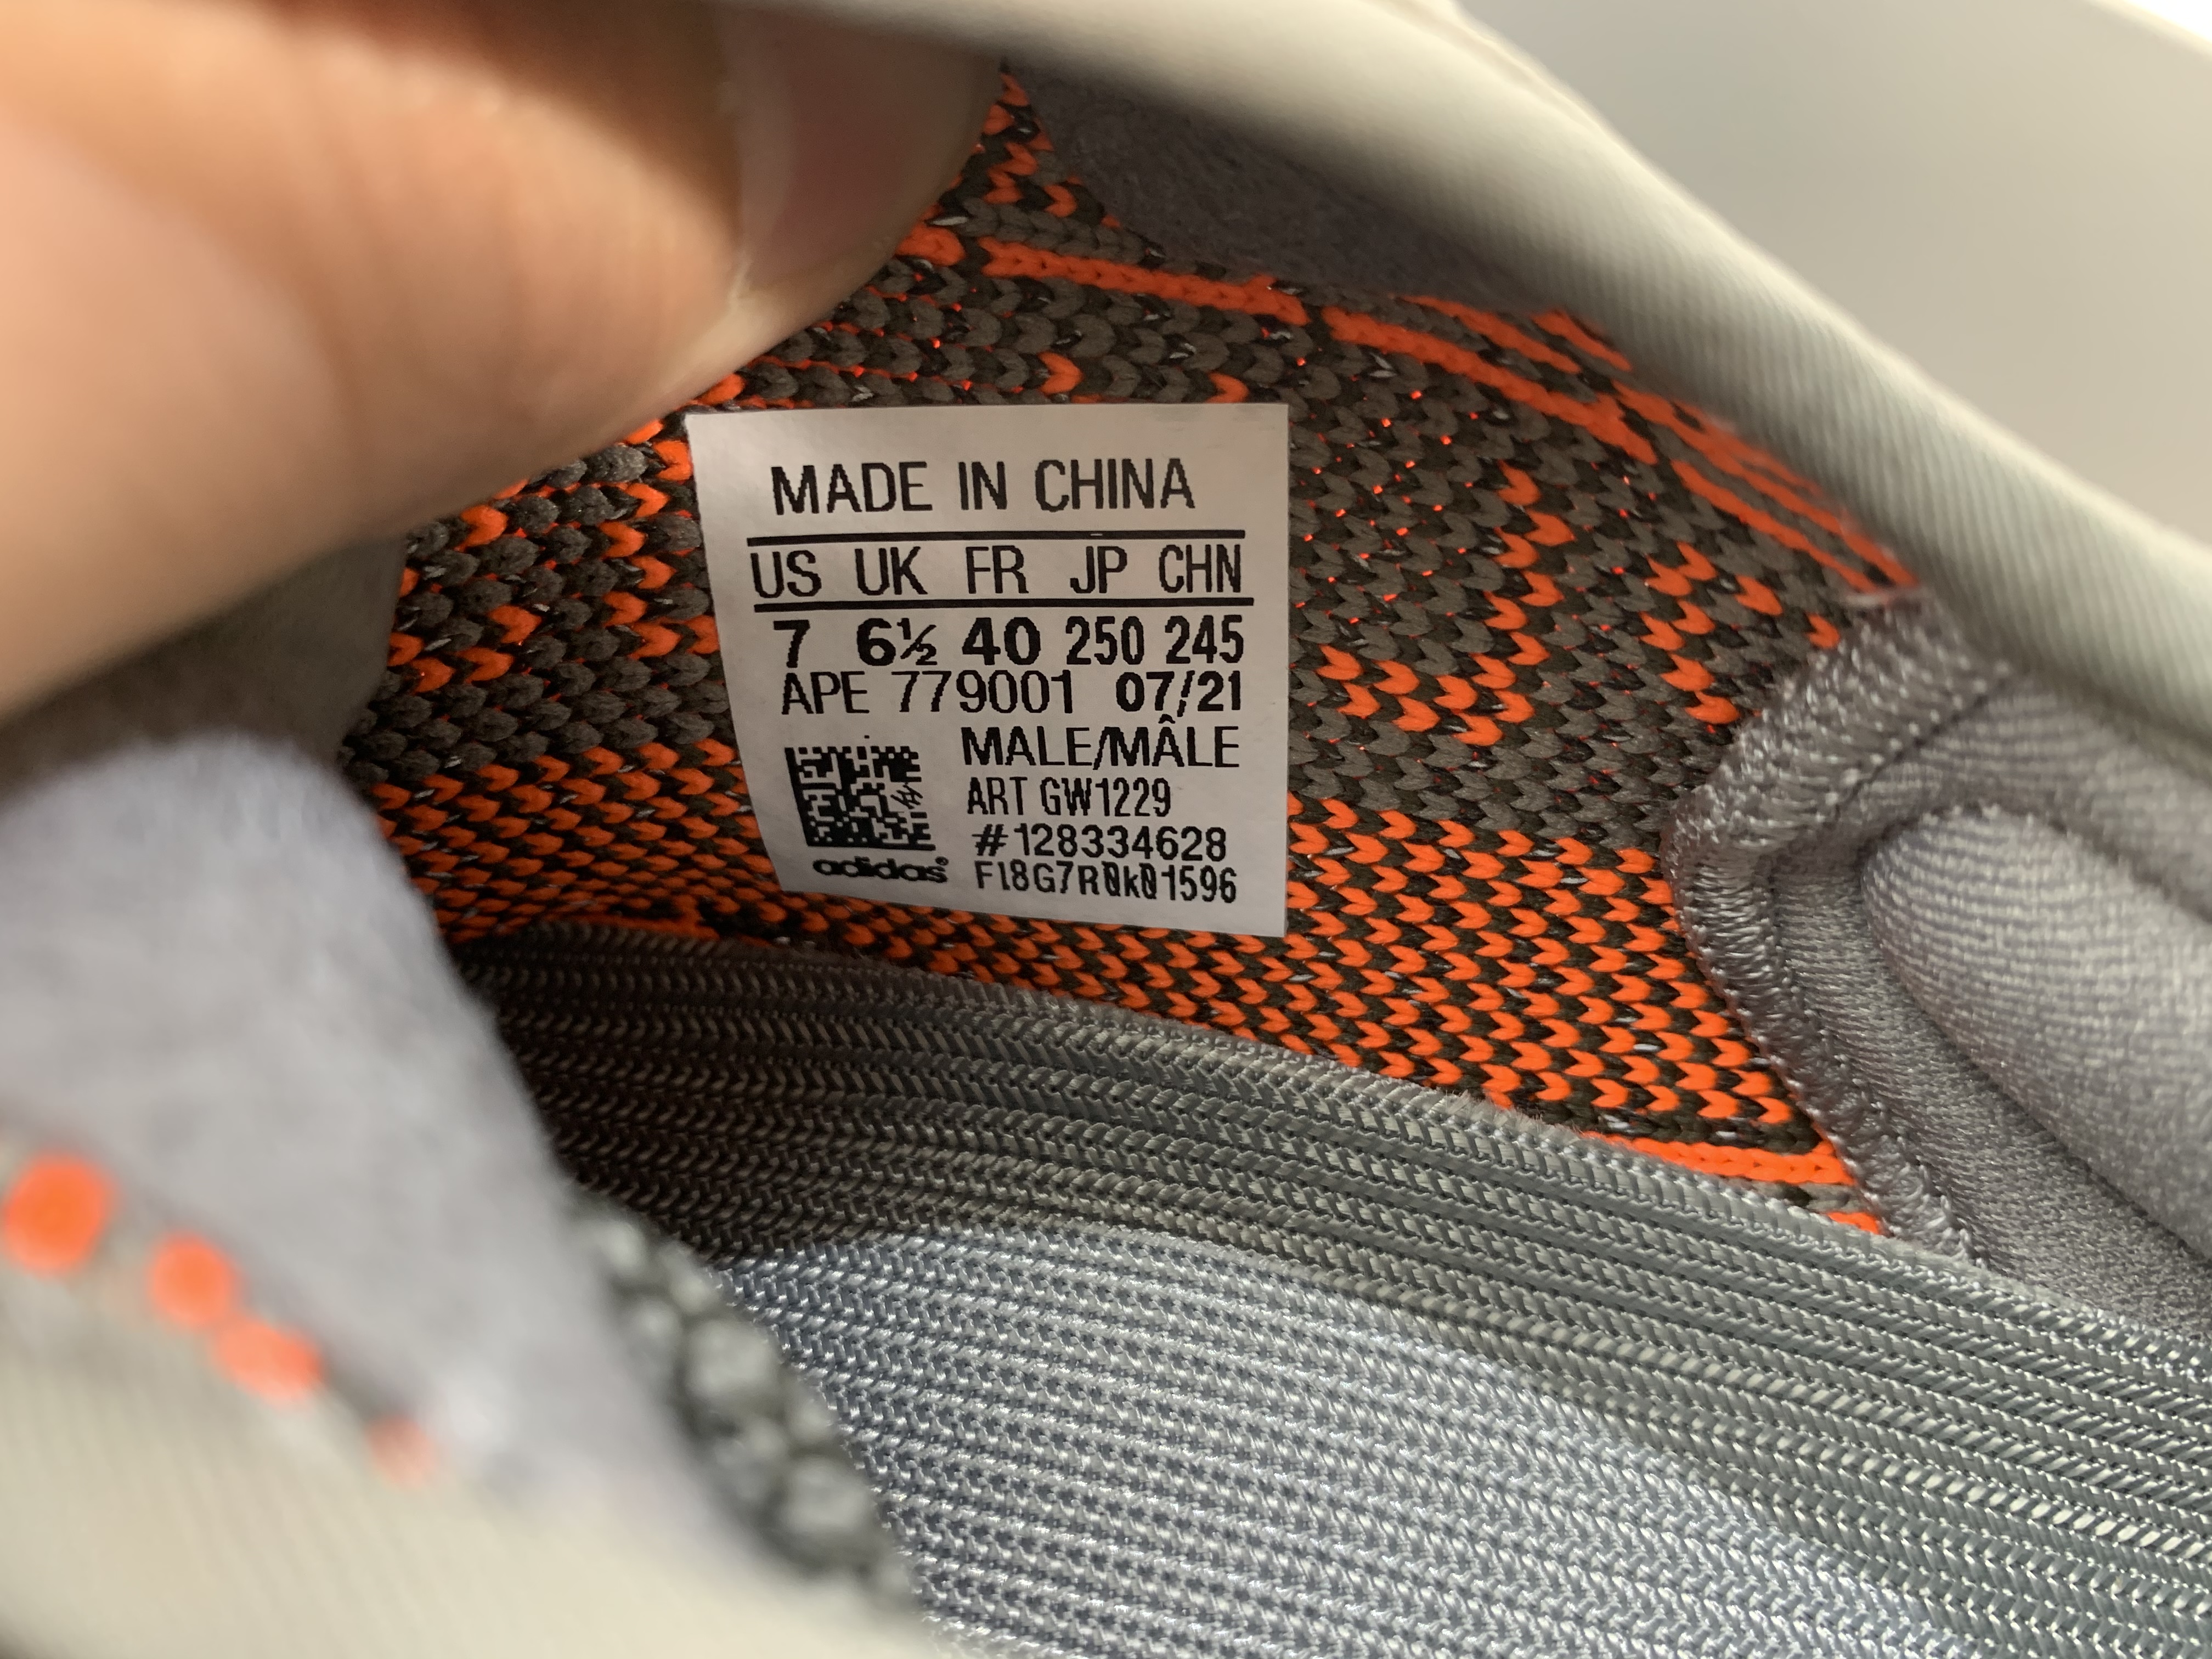 MADE IN CHINA
US UK FR JP CHN
7 6½ 40 250 245
APE 779001 07/21
MALE/MÂLE
ART GW1229
#128334628
adidas® F18G7R0k01596